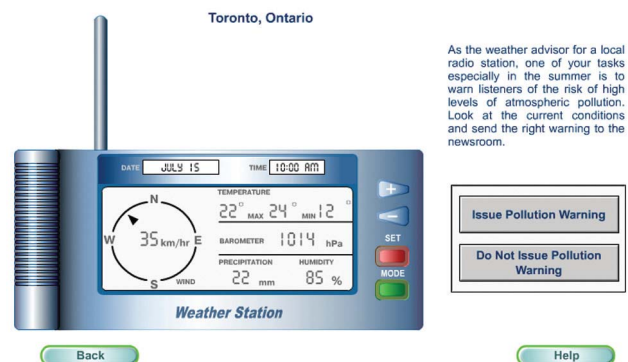 Toronto, Ontario
As the weather advisor for a local
radio station, one of your tasks
especially in the summer is to
warn listeners of the risk of high
levels of atmospheric pollution.
Look at the current conditions
and send the right warning to the
newsroom.
DATE JULY 15 TIME 10:00 AM
N
W
E
S
35 km/hr
WIND
TEMPERATURE
22° MAX 24° MIN 12°
BAROMETER 1014 hPa
PRECIPITATION HUMIDITY
22 mm 85 %
+
−
SET
MODE
Weather Station
Issue Pollution Warning
Do Not Issue Pollution
Warning
Back
Help